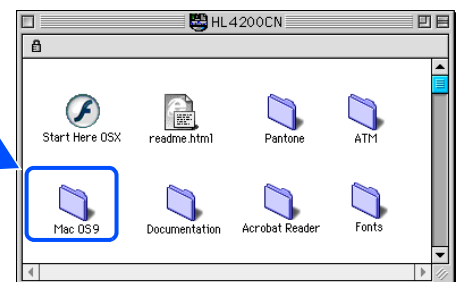 HL4200CN
Start Here OSX readme.html Pantone ATM
Mac OS9 Documentation Acrobat Reader Fonts